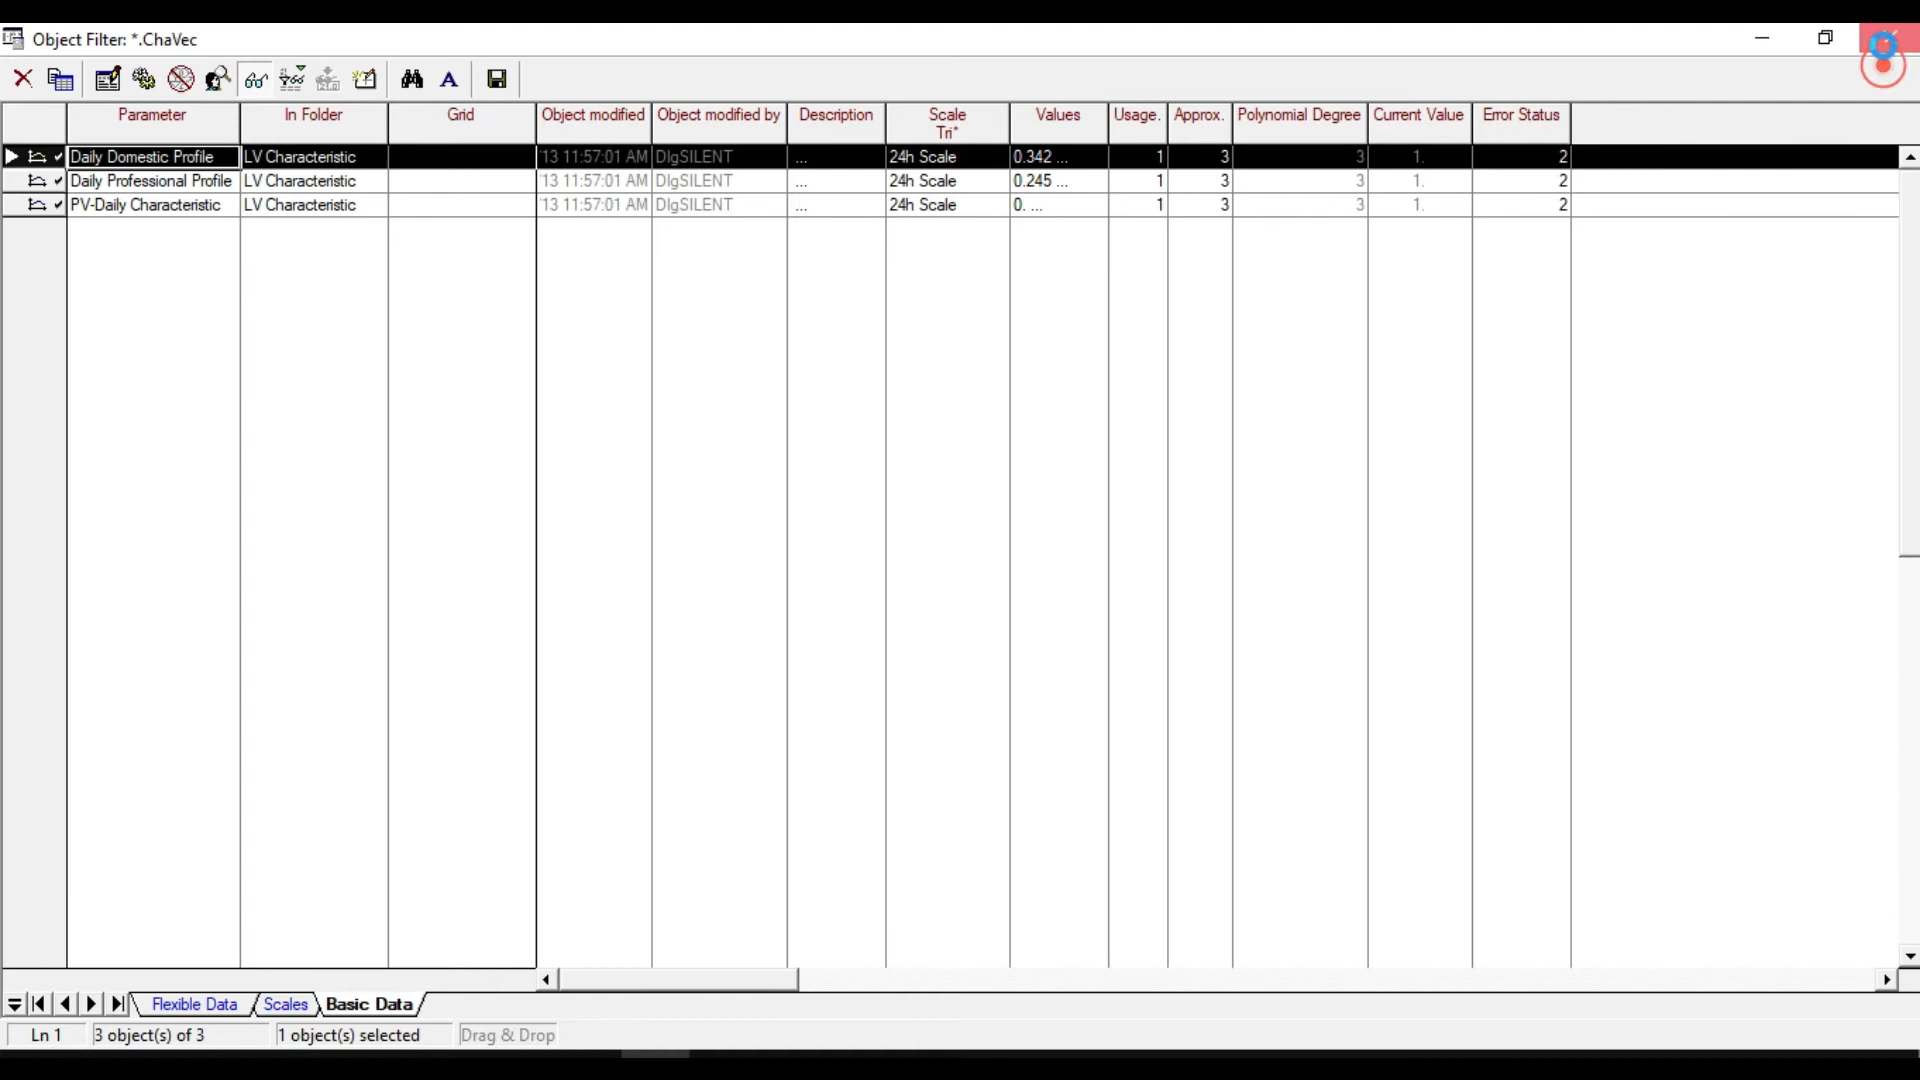 Object Filter: *.ChaVec
Parameter In Folder Grid Object modified Object modified by Description Scale Values Usage. Approx. Polynomial Degree Current Value Error Status
Tri*
Daily Domestic Profile LV Characteristic '13 11:57:01 AM DIgSILENT ... 24h Scale 0.342 ... 1 3 3 1. 2
Daily Professional Profile LV Characteristic '13 11:57:01 AM DIgSILENT ... 24h Scale 0.245 ... 1 3 3 1. 2
PV-Daily Characteristic LV Characteristic '13 11:57:01 AM DIgSILENT ... 24h Scale 0. ... 1 3 3 1. 2
Flexible Data Scales Basic Data
Ln 1 3 object(s) of 3 1 object(s) selected Drag & Drop